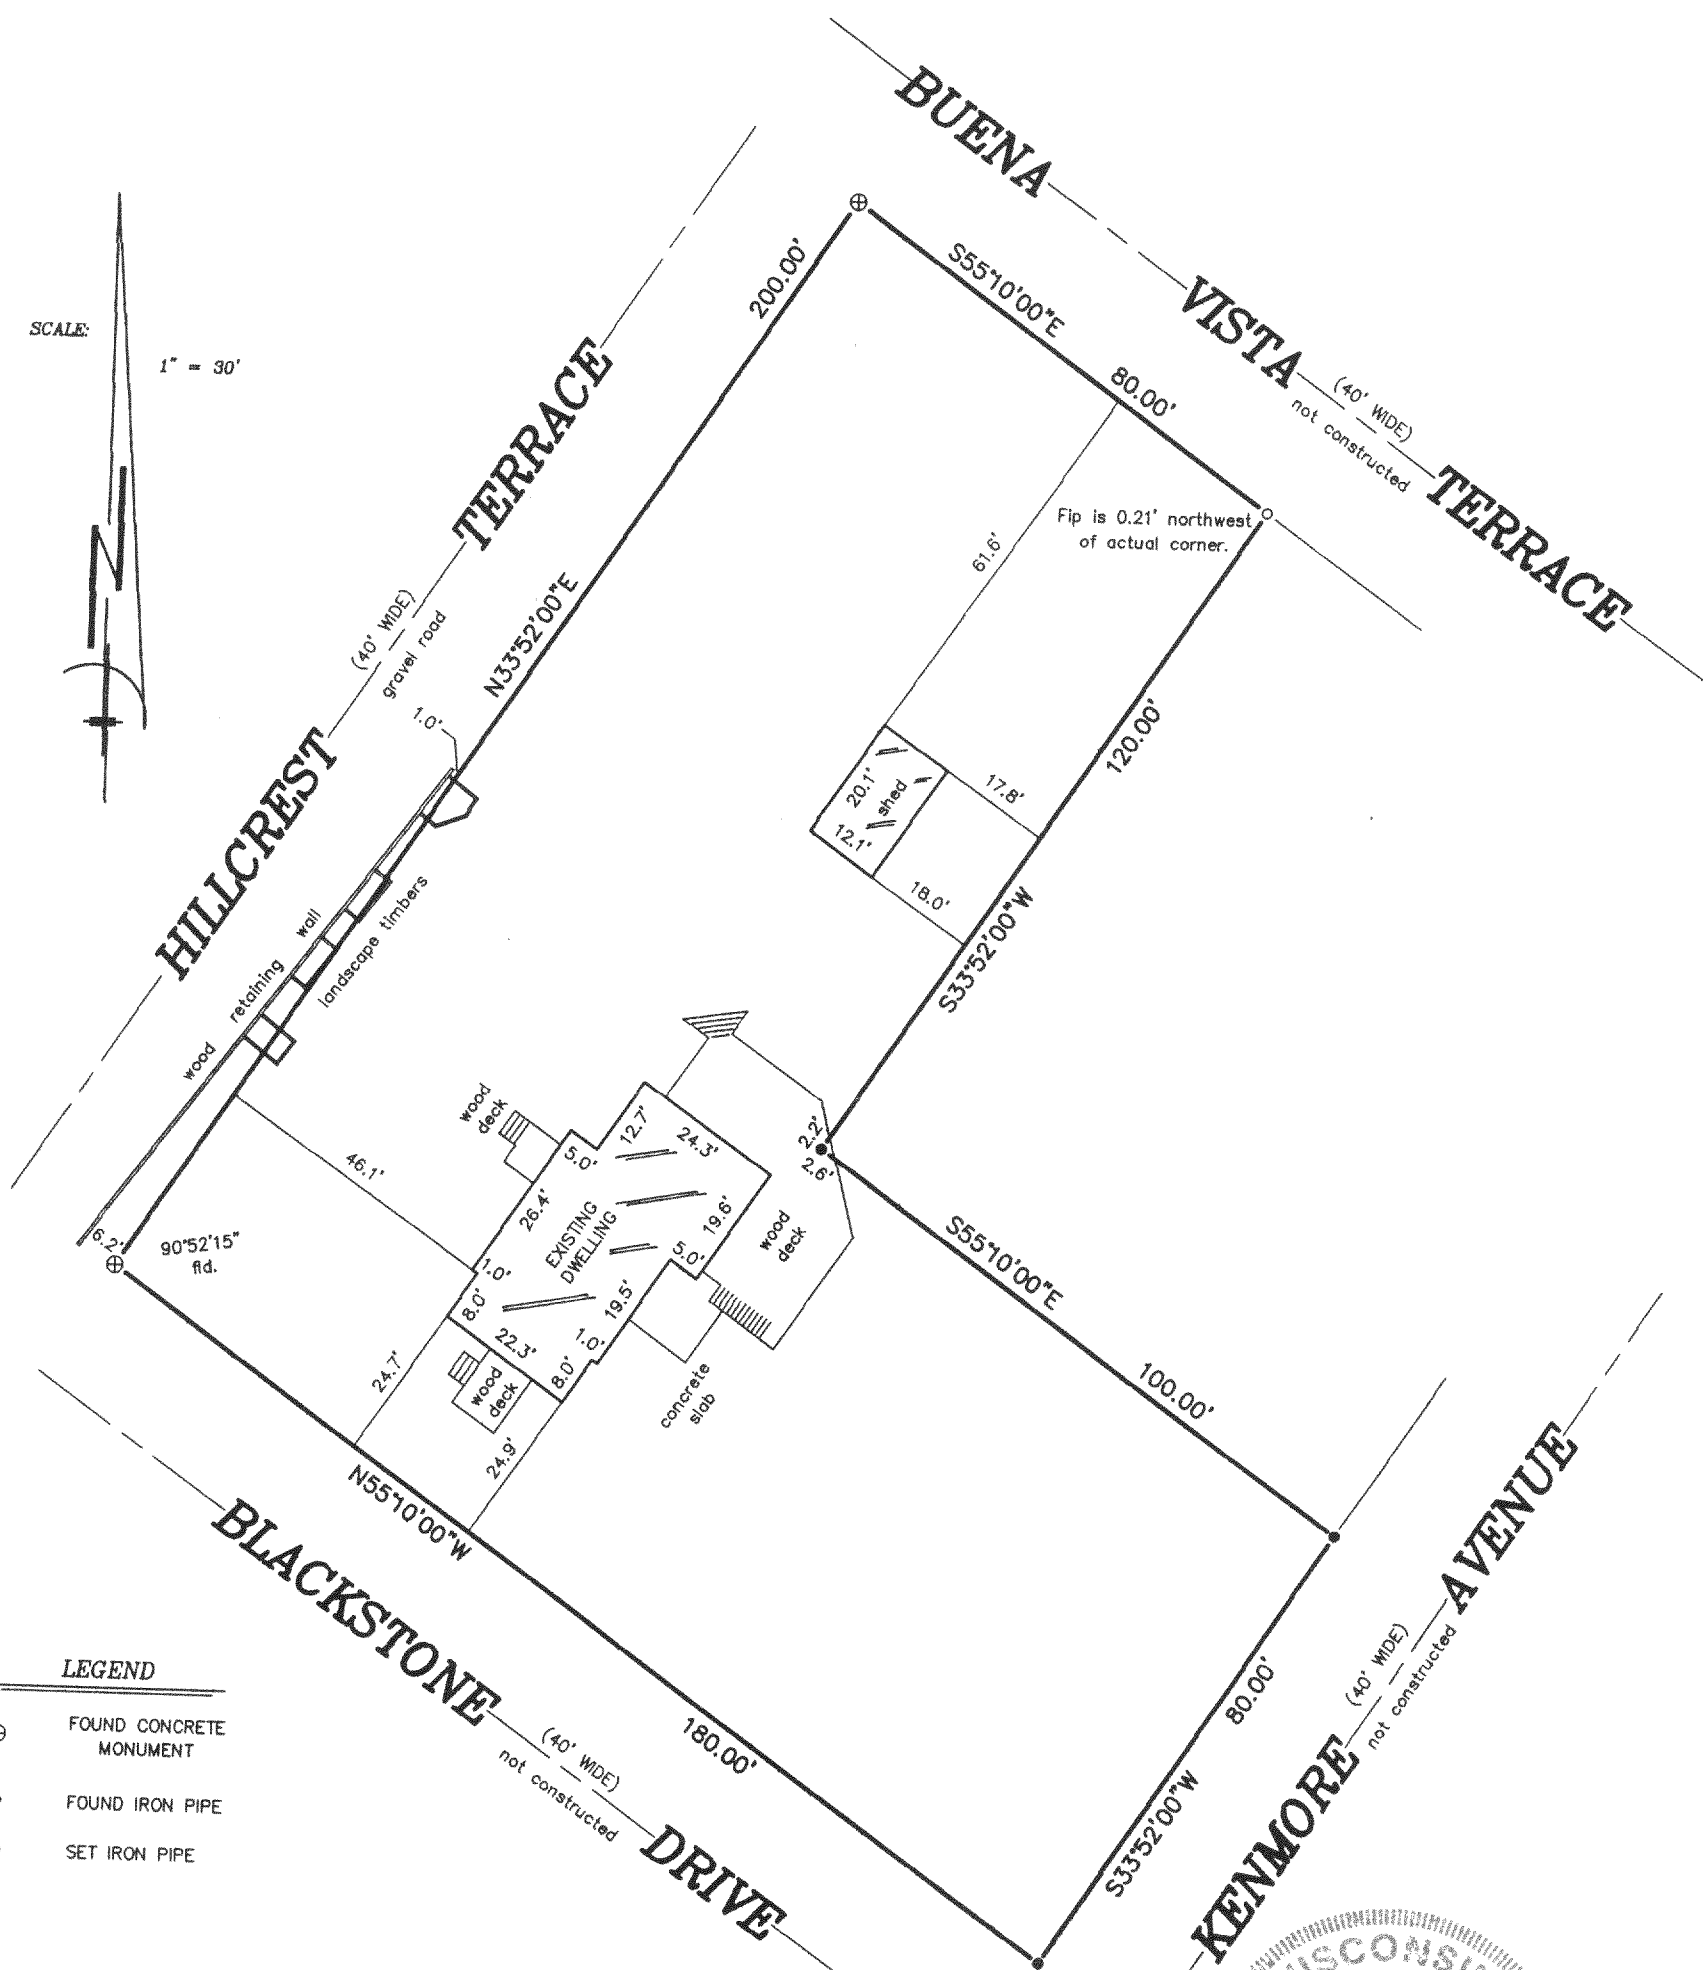 BUENA VISTA TERRACE
(40' WIDE)
not constructed
SCALE:
1" = 30'
N
200.00'
S55°10'00"E
80.00'
Fip is 0.21' northwest
of actual corner.
61.6'
HILLCREST TERRACE
(40' WIDE)
gravel road
N33°52'00"E
1.0'
20.1'
shed
12.1'
17.8'
18.0'
120.00'
S33°52'00"W
wood retaining wall
landscape timbers
46.1'
6.2'
90°52'15"
fld.
wood
deck
5.0'
12.7'
24.3'
2.2'
2.6'
26.4'
EXISTING
DWELLING
19.6'
wood
deck
5.0'
1.0'
8.0'
19.5'
22.3'
1.0'
8.0'
wood
deck
concrete
slab
24.7'
24.9'
S55°10'00"E
100.00'
N55°10'00"W
180.00'
BLACKSTONE DRIVE
(40' WIDE)
not constructed
80.00'
S33°52'00"W
KENMORE AVENUE
(40' WIDE)
not constructed
LEGEND
FOUND CONCRETE
MONUMENT
FOUND IRON PIPE
SET IRON PIPE